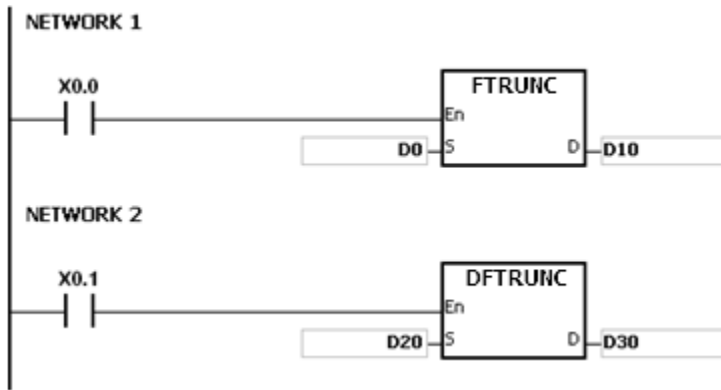 NETWORK 1
X0.0
FTRUNC
En
D0 S D D10
NETWORK 2
X0.1
DFTRUNC
En
D20 S D D30